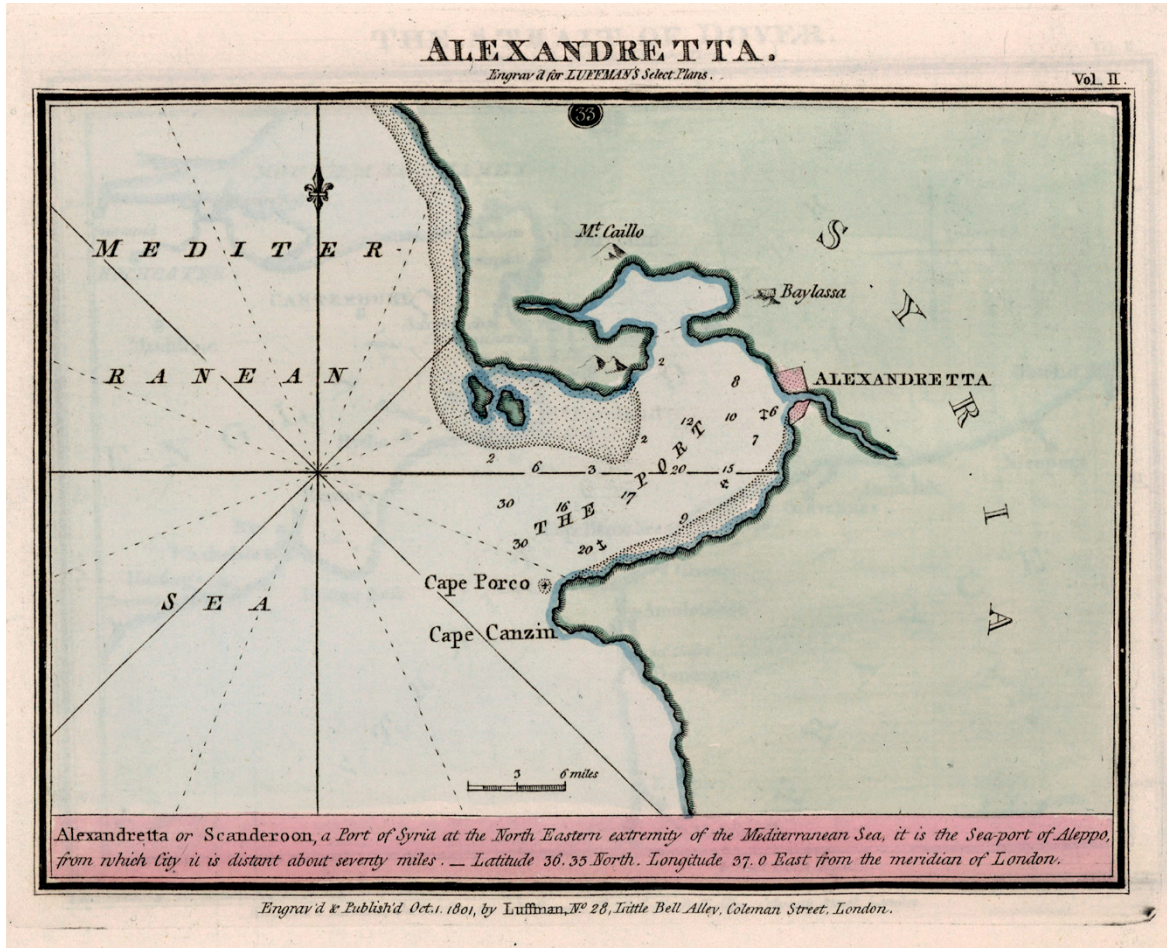 ALEXANDRETTA.
Engrav'd for LUFFMAN'S Select Plans.
Vol. II.
33
MEDITER
RANEAN
SEA
Mt. Caillo
Baylassa
SYRIA
ALEXANDRETTA
2
8
12
10
6
7
2
2
6
3
20
15
THE PORT
17
30
16
9
30
20
Cape Porco
Cape Canzin
3
6 miles
Alexandretta or Scanderoon, a Port of Syria at the North Eastern extremity of the Mediterranean Sea, it is the Sea-port of Aleppo,
from which City it is distant about seventy miles. — Latitude 36.35 North. Longitude 37.0 East from the meridian of London.
Engrav'd & Publish'd Oct. 1. 1801, by Luffman, No. 28, Little Bell Alley, Coleman Street, London.